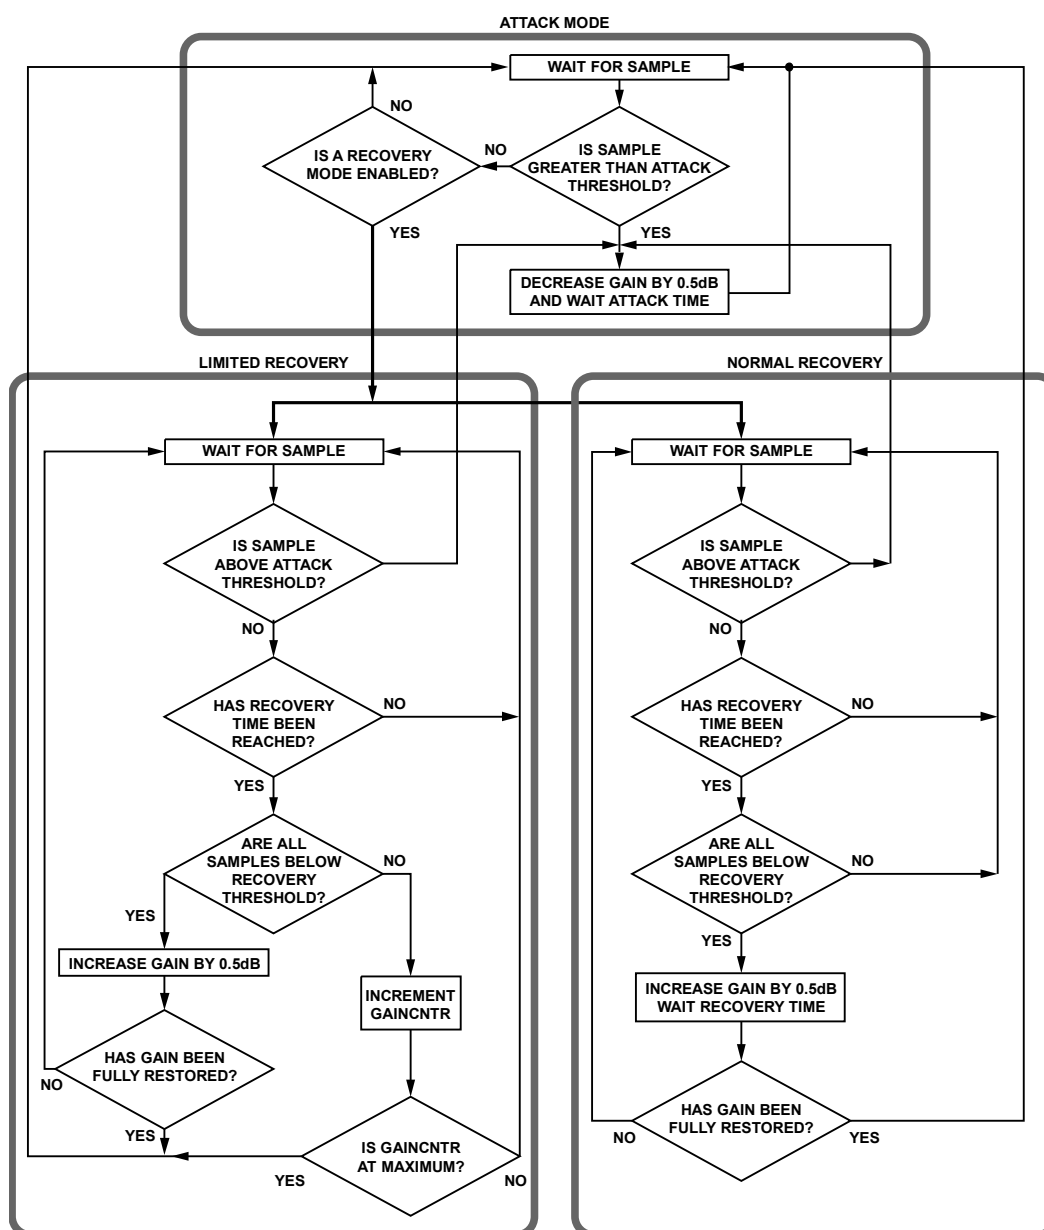 ATTACK MODE
WAIT FOR SAMPLE
NO
IS A RECOVERY
MODE ENABLED?
NO
IS SAMPLE
GREATER THAN ATTACK
THRESHOLD?
YES
YES
DECREASE GAIN BY 0.5dB
AND WAIT ATTACK TIME
LIMITED RECOVERY
WAIT FOR SAMPLE
IS SAMPLE
ABOVE ATTACK
THRESHOLD?
NO
HAS RECOVERY
TIME BEEN
REACHED?
NO
YES
ARE ALL
SAMPLES BELOW
RECOVERY
THRESHOLD?
NO
YES
INCREASE GAIN BY 0.5dB
INCREMENT
GAINCNTR
HAS GAIN BEEN
FULLY RESTORED?
NO
YES
IS GAINCNTR
AT MAXIMUM?
YES
NO
NORMAL RECOVERY
WAIT FOR SAMPLE
IS SAMPLE
ABOVE ATTACK
THRESHOLD?
NO
HAS RECOVERY
TIME BEEN
REACHED?
NO
YES
ARE ALL
SAMPLES BELOW
RECOVERY
THRESHOLD?
NO
YES
INCREASE GAIN BY 0.5dB
WAIT RECOVERY TIME
HAS GAIN BEEN
FULLY RESTORED?
NO
YES